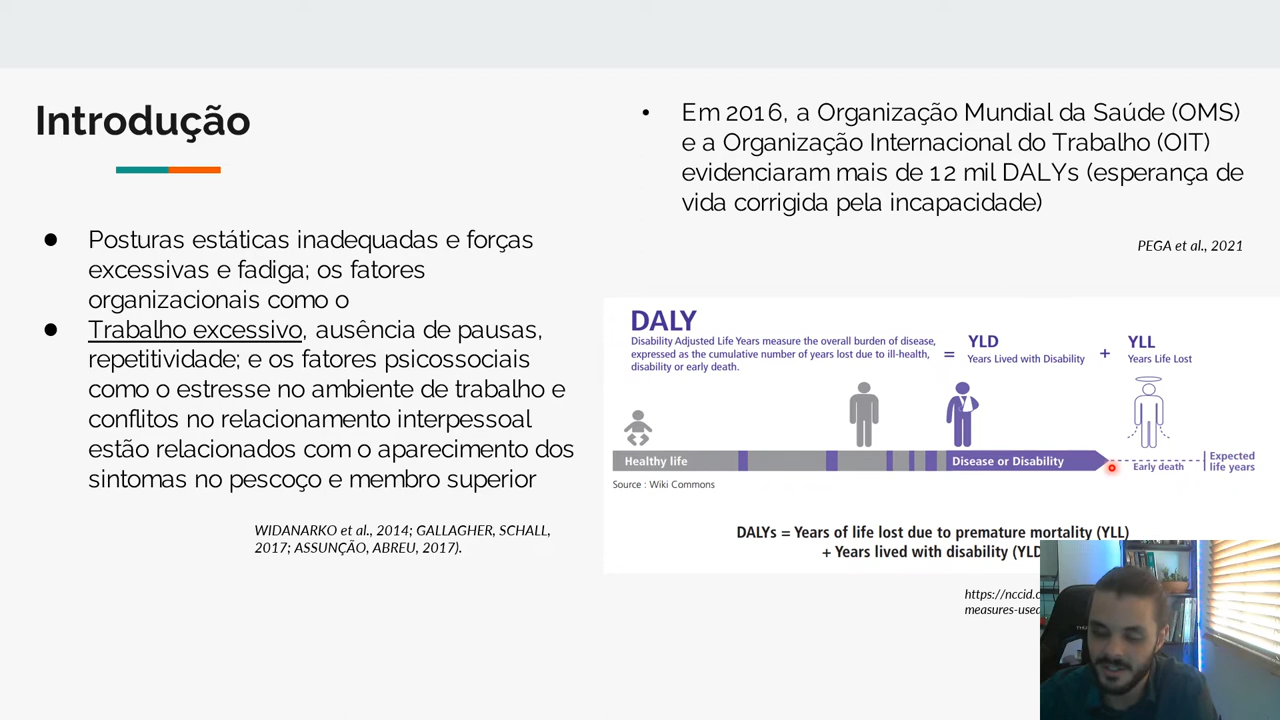 Introdução
Posturas estáticas inadequadas e forças
excessivas e fadiga; os fatores
organizacionais como o
Trabalho excessivo, ausência de pausas,
repetitividade; e os fatores psicossociais
como o estresse no ambiente de trabalho e
conflitos no relacionamento interpessoal
estão relacionados com o aparecimento dos
sintomas no pescoço e membro superior
WIDANARKO et al., 2014; GALLAGHER, SCHALL,
2017; ASSUNÇÃO, ABREU, 2017).
Em 2016, a Organização Mundial da Saúde (OMS)
e a Organização Internacional do Trabalho (OIT)
evidenciaram mais de 12 mil DALYs (esperança de
vida corrigida pela incapacidade)
PEGA et al., 2021
DALY
Disability Adjusted Life Years measure the overall burden of disease,
expressed as the cumulative number of years lost due to ill-health,
disability or early death.
=
YLD
Years Lived with Disability
+
YLL
Years Life Lost
Healthy life
Disease or Disability
Early death
Expected
life years
Source : Wiki Commons
DALYs = Years of life lost due to premature mortality (YLL)
+ Years lived with disability (YLD
https://nccid.c
measures-used